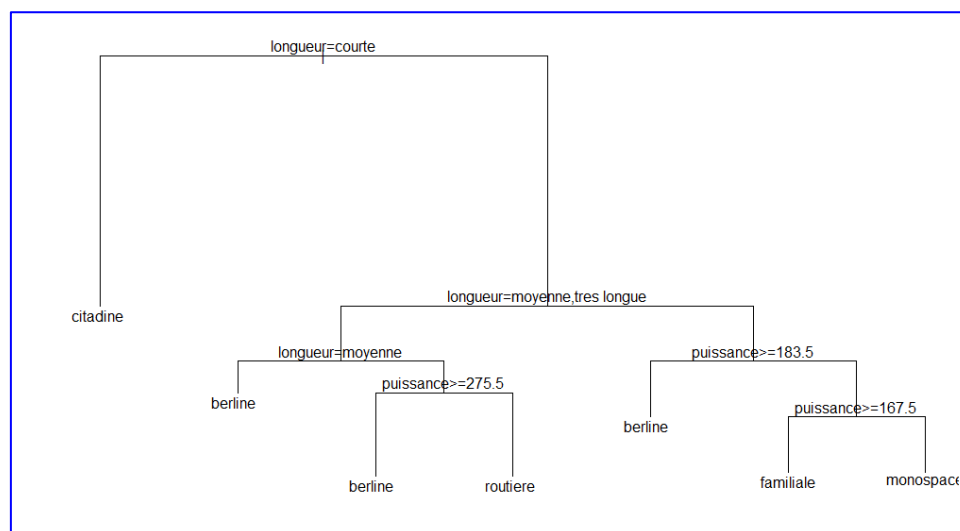 longueur=courte
citadine
longueur=moyenne,tres longue
longueur=moyenne
puissance>=183.5
berline
puissance>=275.5
berline
puissance>=167.5
berline
routiere
familiale
monospace